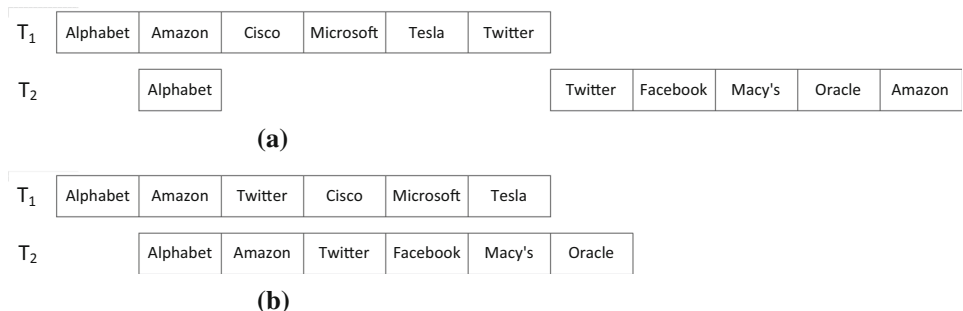 T1 Alphabet Amazon Cisco Microsoft Tesla Twitter
T2 Alphabet Twitter Facebook Macy's Oracle Amazon
(a)
T1 Alphabet Amazon Twitter Cisco Microsoft Tesla
T2 Alphabet Amazon Twitter Facebook Macy's Oracle
(b)